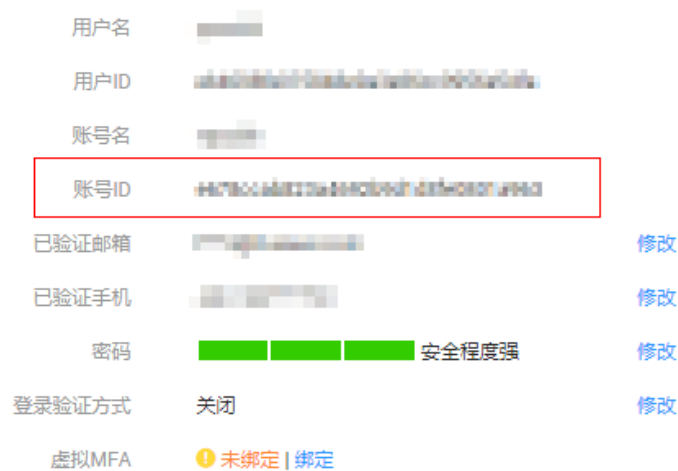 用户名
用户ID
账号名
账号ID
已验证邮箱 修改
已验证手机 修改
密码 安全程度强 修改
登录验证方式 关闭 修改
虚拟MFA 未绑定 | 绑定